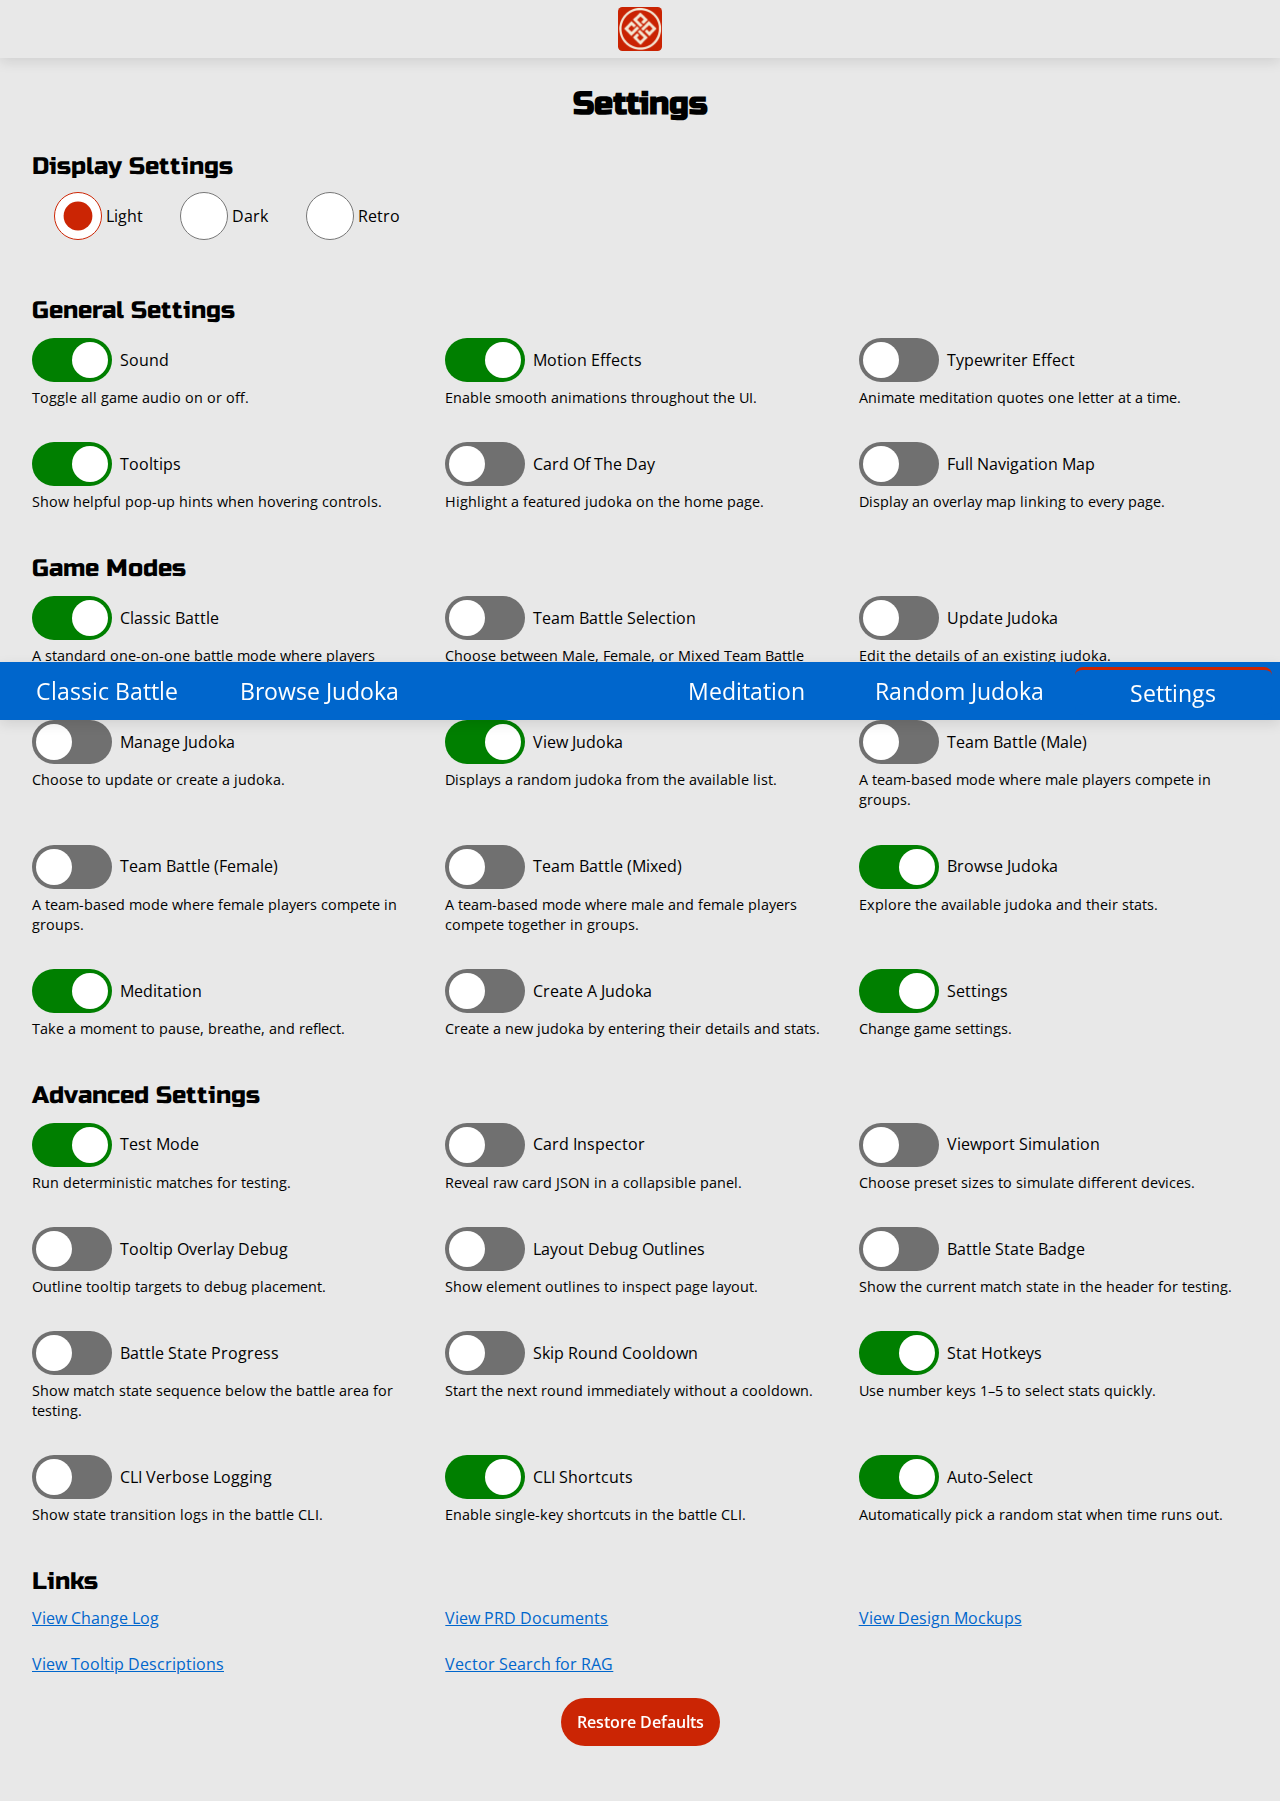 Settings
Display Settings
Light Dark Retro
General Settings
Sound Motion Effects Typewriter Effect
Toggle all game audio on or off. Enable smooth animations throughout the UI. Animate meditation quotes one letter at a time.
Tooltips Card Of The Day Full Navigation Map
Show helpful pop-up hints when hovering controls. Highlight a featured judoka on the home page. Display an overlay map linking to every page.
Game Modes
Classic Battle Team Battle Selection Update Judoka
A standard one-on-one battle mode where players Choose between Male, Female, or Mixed Team Battle Edit the details of an existing judoka.
Classic Battle Browse Judoka Meditation Random Judoka Settings
Manage Judoka View Judoka Team Battle (Male)
Choose to update or create a judoka. Displays a random judoka from the available list. A team-based mode where male players compete in
groups.
Team Battle (Female) Team Battle (Mixed) Browse Judoka
A team-based mode where female players compete in A team-based mode where male and female players Explore the available judoka and their stats.
groups. compete together in groups.
Meditation Create A Judoka Settings
Take a moment to pause, breathe, and reflect. Create a new judoka by entering their details and stats. Change game settings.
Advanced Settings
Test Mode Card Inspector Viewport Simulation
Run deterministic matches for testing. Reveal raw card JSON in a collapsible panel. Choose preset sizes to simulate different devices.
Tooltip Overlay Debug Layout Debug Outlines Battle State Badge
Outline tooltip targets to debug placement. Show element outlines to inspect page layout. Show the current match state in the header for testing.
Battle State Progress Skip Round Cooldown Stat Hotkeys
Show match state sequence below the battle area for Start the next round immediately without a cooldown. Use number keys 1–5 to select stats quickly.
testing.
CLI Verbose Logging CLI Shortcuts Auto-Select
Show state transition logs in the battle CLI. Enable single-key shortcuts in the battle CLI. Automatically pick a random stat when time runs out.
Links
View Change Log View PRD Documents View Design Mockups
View Tooltip Descriptions Vector Search for RAG
Restore Defaults